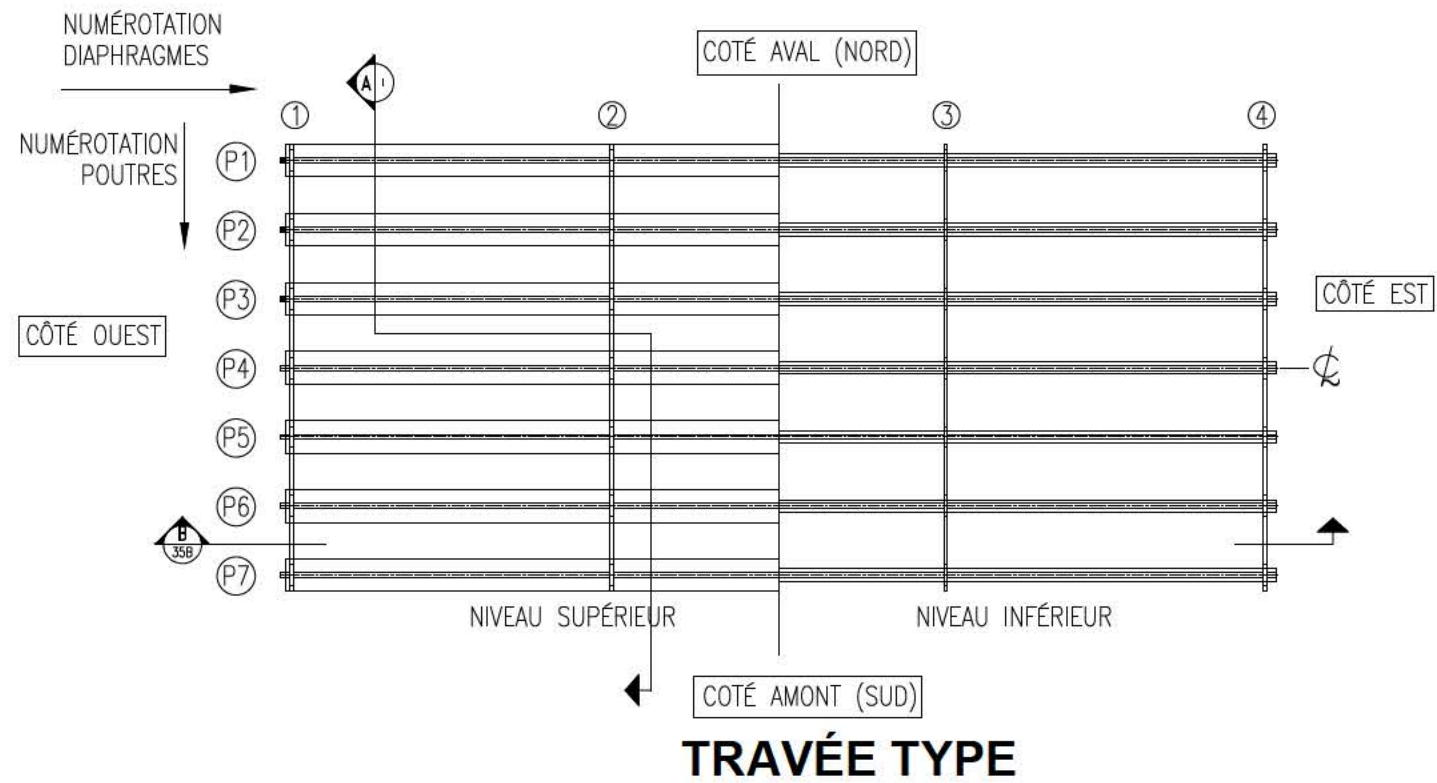 NUMÉROTATION
DIAPHRAGMES
COTÉ AVAL (NORD)
A I
1 2 3 4
NUMÉROTATION
POUTRES
P1
P2
P3
CÔTÉ EST
CÔTÉ OUEST
P4
P5
P6
B
35B
P7
NIVEAU SUPÉRIEUR
NIVEAU INFÉRIEUR
COTÉ AMONT (SUD)
TRAVÉE TYPE